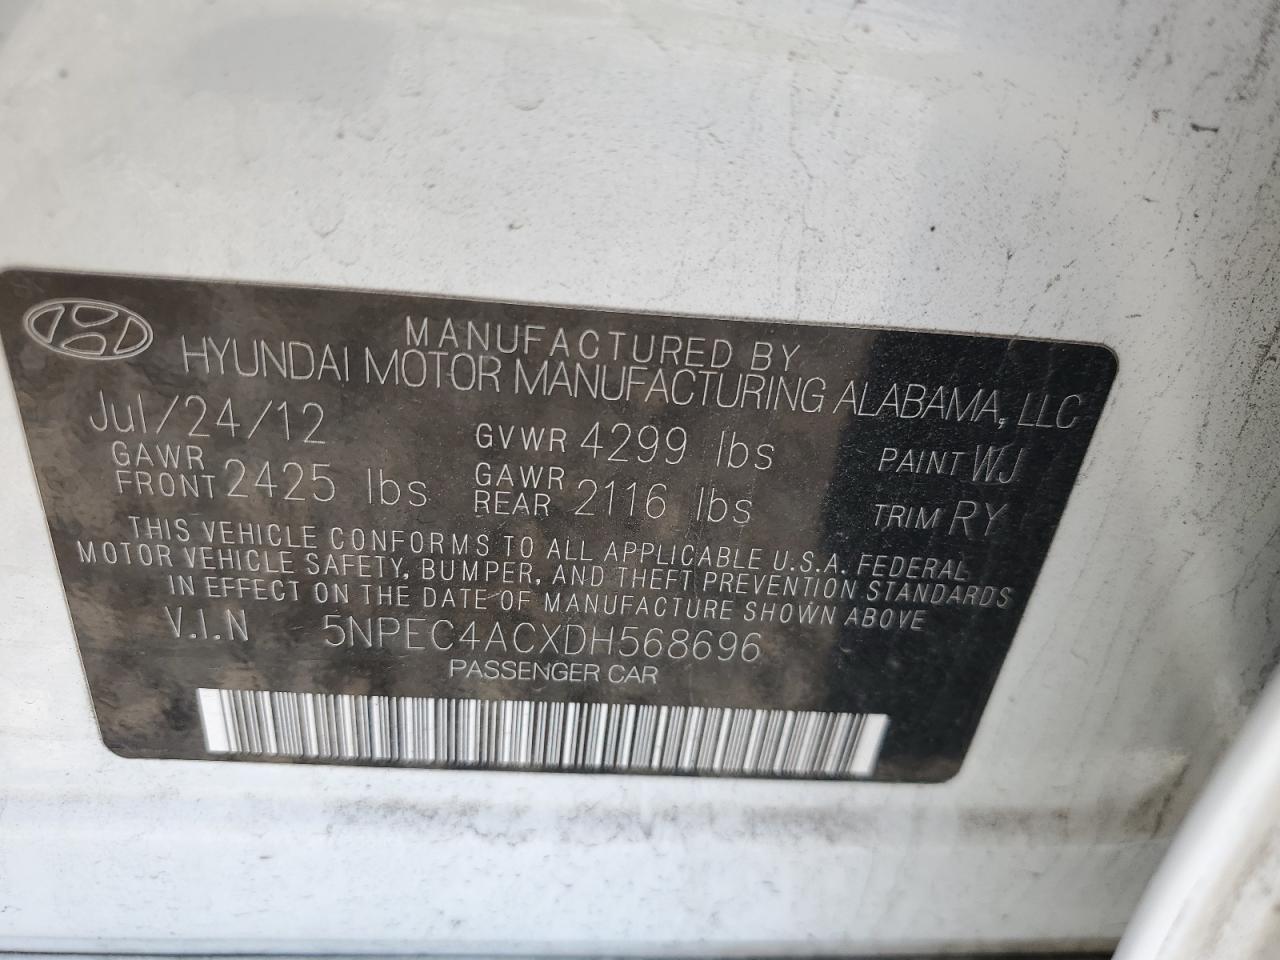 MANUFACTURED BY
HYUNDAI MOTOR MANUFACTURING ALABAMA, LLC
Jul/24/12 GVWR 4299 lbs PAINT WJ
GAWR FRONT 2425 lbs GAWR REAR 2116 lbs TRIM RY
THIS VEHICLE CONFORMS TO ALL APPLICABLE U.S.A. FEDERAL
MOTOR VEHICLE SAFETY, BUMPER, AND THEFT PREVENTION STANDARDS
IN EFFECT ON THE DATE OF MANUFACTURE SHOWN ABOVE
V.I.N 5NPEC4ACXDH568696
PASSENGER CAR